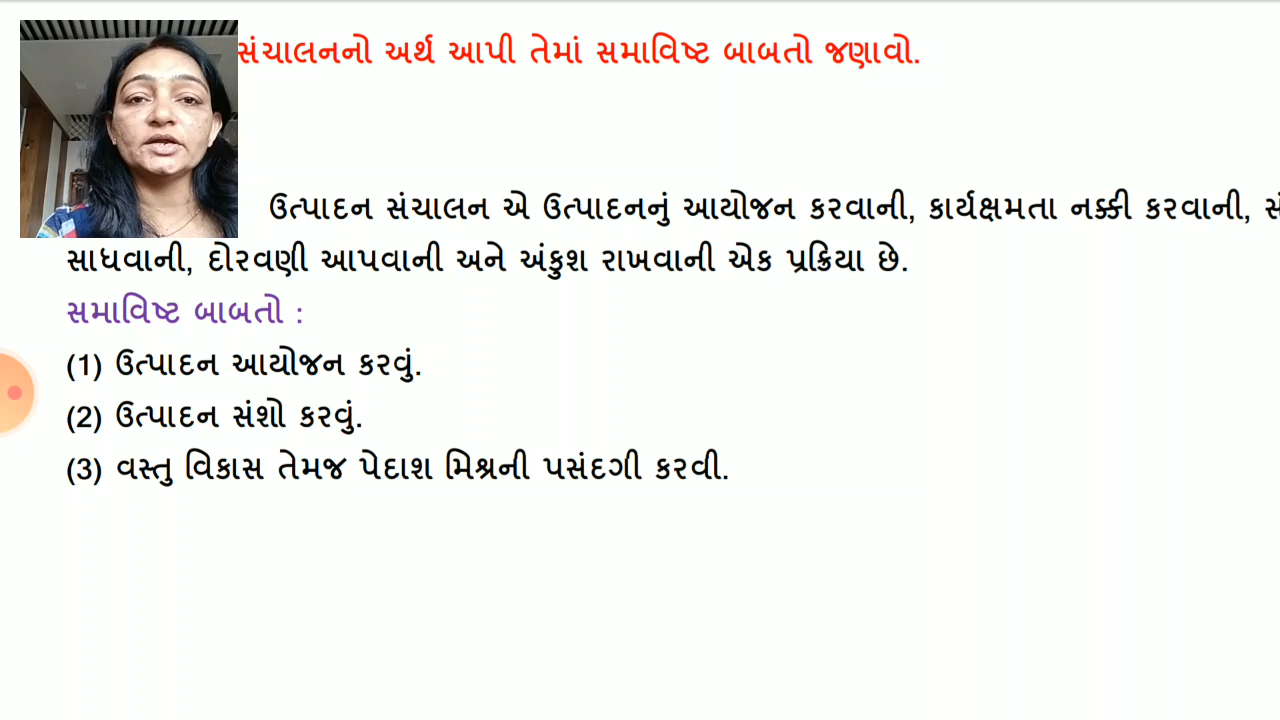 સંચાલનનો અર્થ આપી તેમાં સમાવિષ્ટ બાબતો જણાવો.
ઉત્પાદન સંચાલન એ ઉત્પાદનનું આયોજન કરવાની, કાર્યક્ષમતા નક્કી કરવાની,
સાધવાની, દોરવણી આપવાની અને અંકુશ રાખવાની એક પ્રક્રિયા છે.
સમાવિષ્ટ બાબતો :
(1) ઉત્પાદન આયોજન કરવું.
(2) ઉત્પાદન સંશો કરવું.
(3) વસ્તુ વિકાસ તેમજ પેદાશ મિશ્રની પસંદગી કરવી.